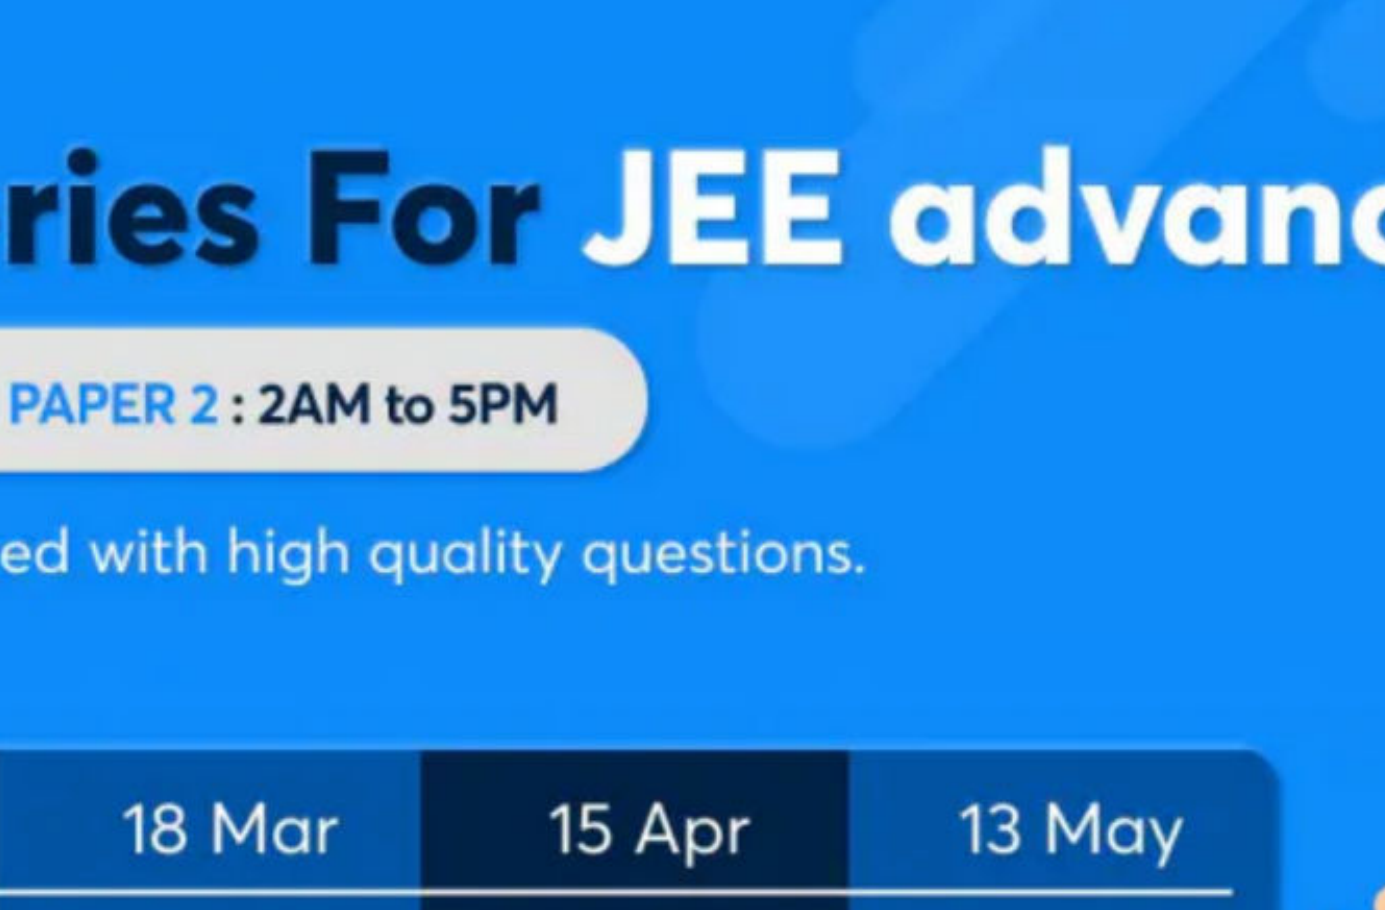 ries For JEE advanc
PAPER 2 : 2AM to 5PM
ed with high quality questions.
18 Mar 15 Apr 13 May